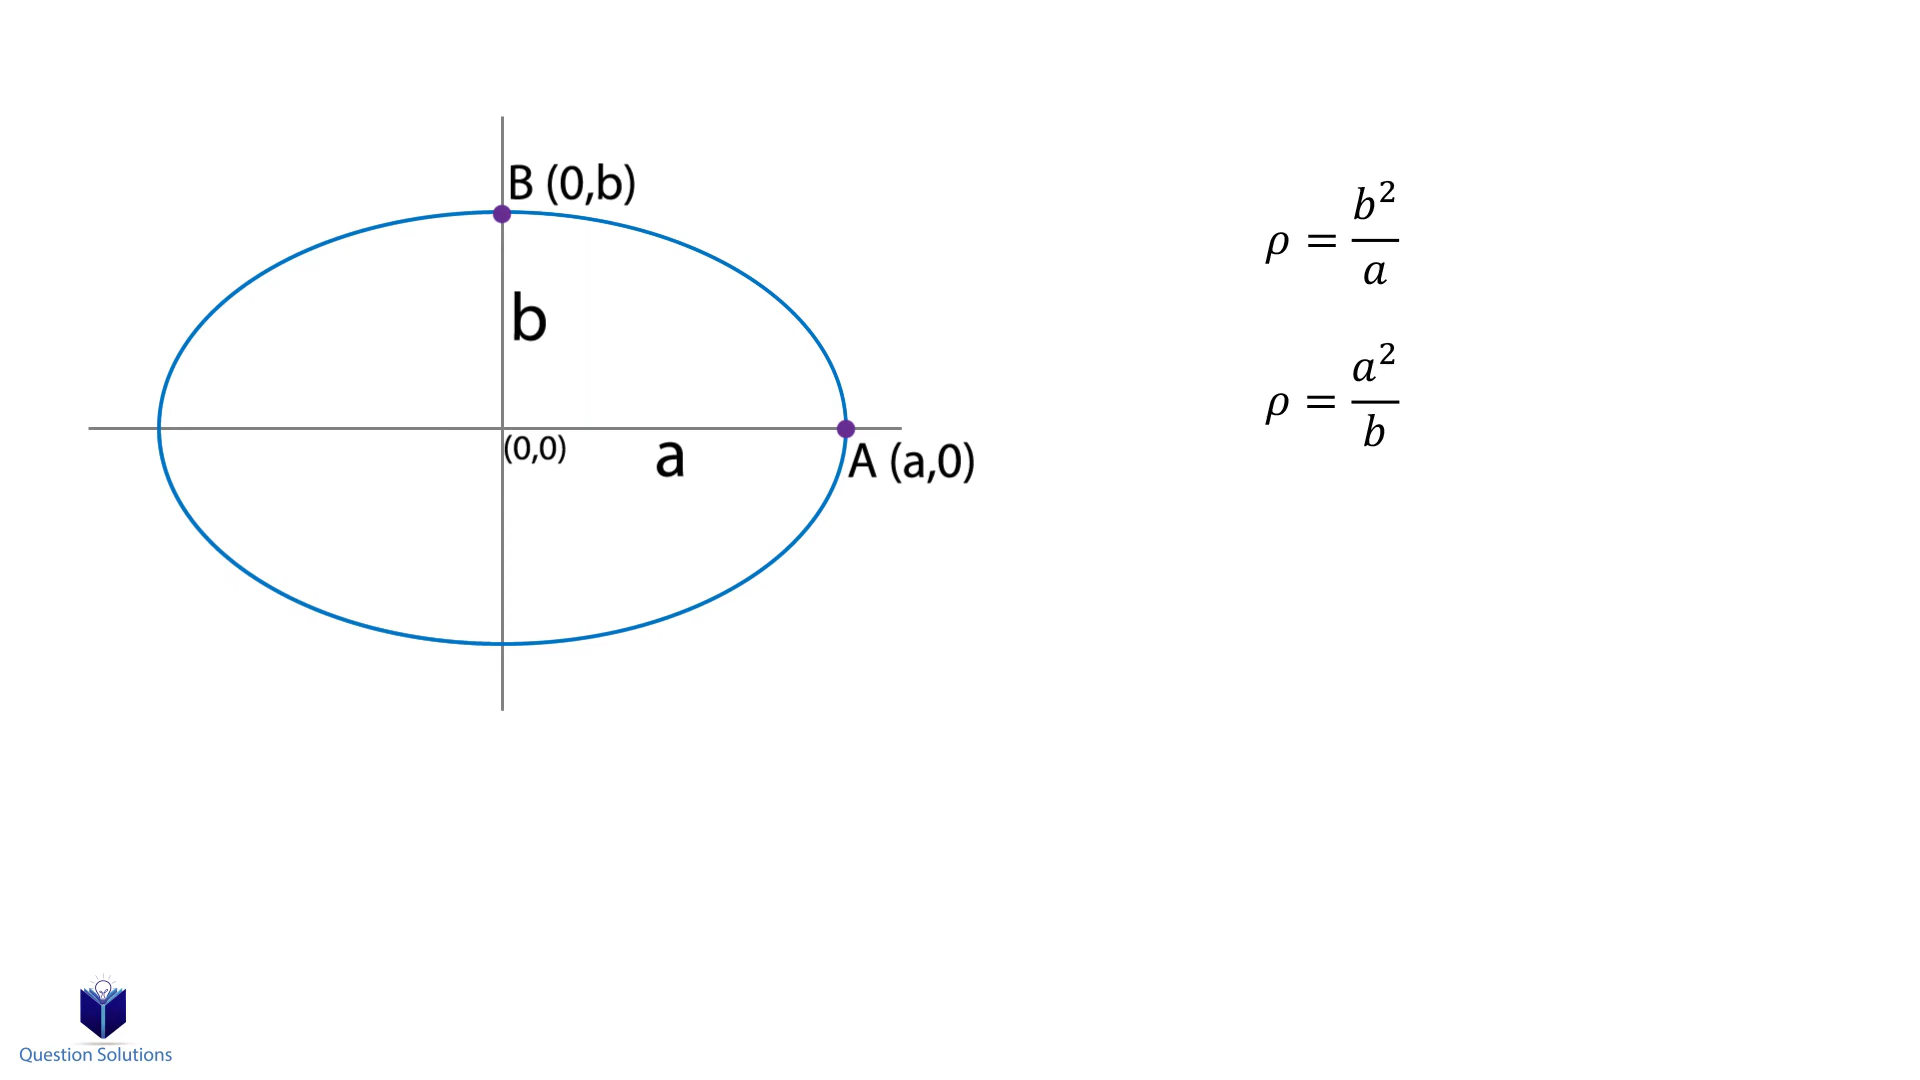 B (0,b)
b
(0,0)
a
A (a,0)
ρ = b²/a
ρ = a²/b
Question Solutions